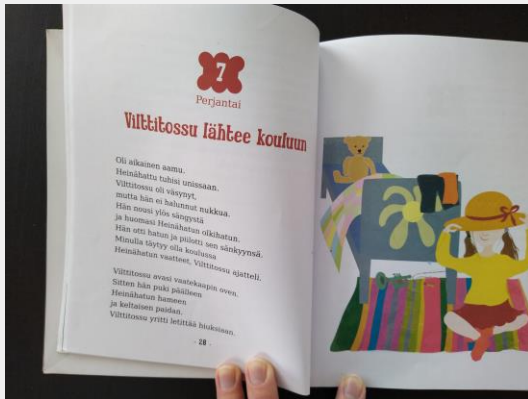 7
Perjantai
Vilttitossu lähtee kouluun
Oli aikainen aamu.
Heinähattu tuhisi unissaan.
Vilttitossu oli väsynyt,
mutta hän ei halunnut nukkua.
Hän nousi ylös sängystä
ja huomasi Heinähatun olkihatun.
Hän otti hatun ja piilotti sen sänkyynsä.
Minulla täytyy olla koulussa
Heinähatun vaatteet, Vilttitossu ajatteli.
Vilttitossu avasi vaatekaapin oven.
Sitten hän puki päälleen
Heinähatun hameen
ja keltaisen paidan.
Vilttitossu yritti letittää hiuksiaan.
· 28 ·